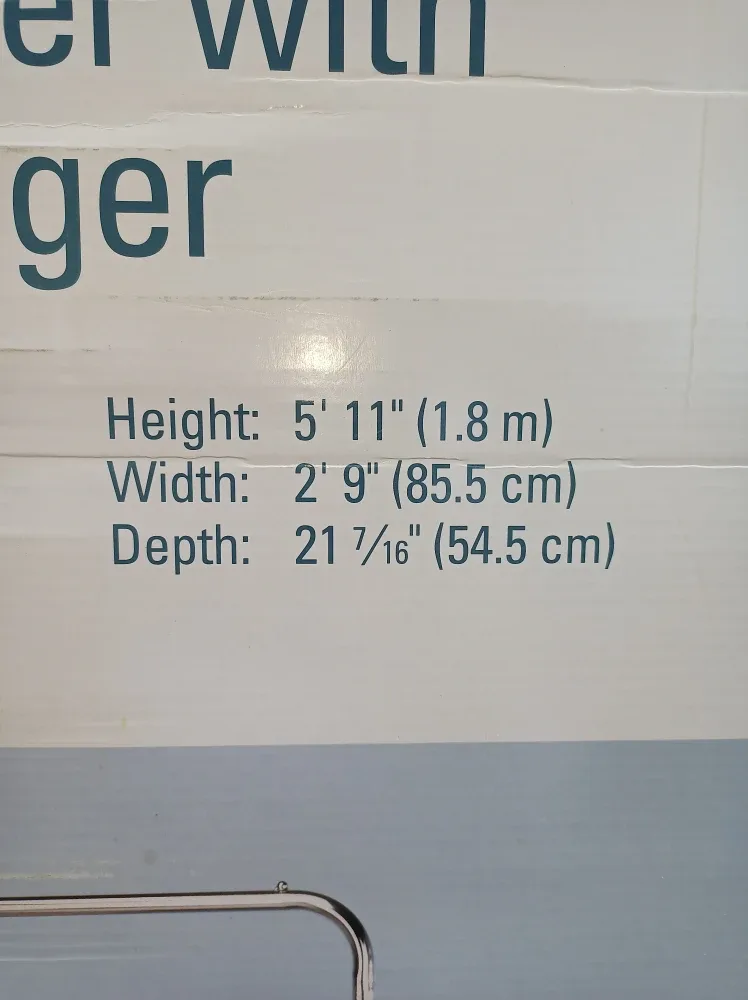 er with
ger
Height: 5' 11" (1.8 m)
Width: 2' 9" (85.5 cm)
Depth: 21 7/16" (54.5 cm)